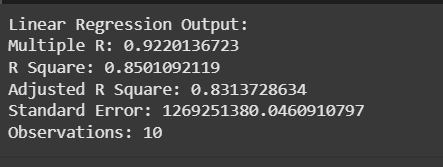 Linear Regression Output:
Multiple R: 0.9220136723
R Square: 0.8501092119
Adjusted R Square: 0.8313728634
Standard Error: 1269251380.0460910797
Observations: 10